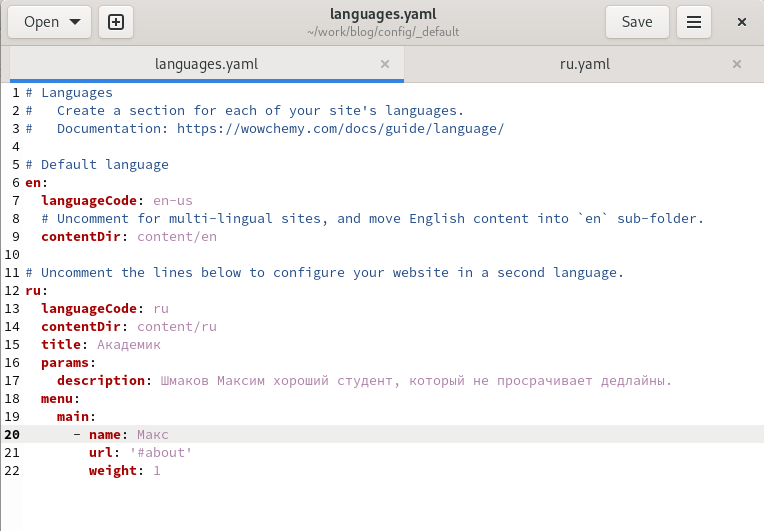 Open
languages.yaml
~/work/blog/config/_default
Save
languages.yaml
ru.yaml
1 # Languages
2 #   Create a section for each of your site's languages.
3 #   Documentation: https://wowchemy.com/docs/guide/language/
4
5 # Default language
6 en:
7   languageCode: en-us
8   # Uncomment for multi-lingual sites, and move English content into `en` sub-folder.
9   contentDir: content/en
10
11 # Uncomment the lines below to configure your website in a second language.
12 ru:
13   languageCode: ru
14   contentDir: content/ru
15   title: Академик
16   params:
17     description: Шмаков Максим хороший студент, который не просрачивает дедлайны.
18   menu:
19     main:
20       - name: Макс
21         url: '#about'
22         weight: 1